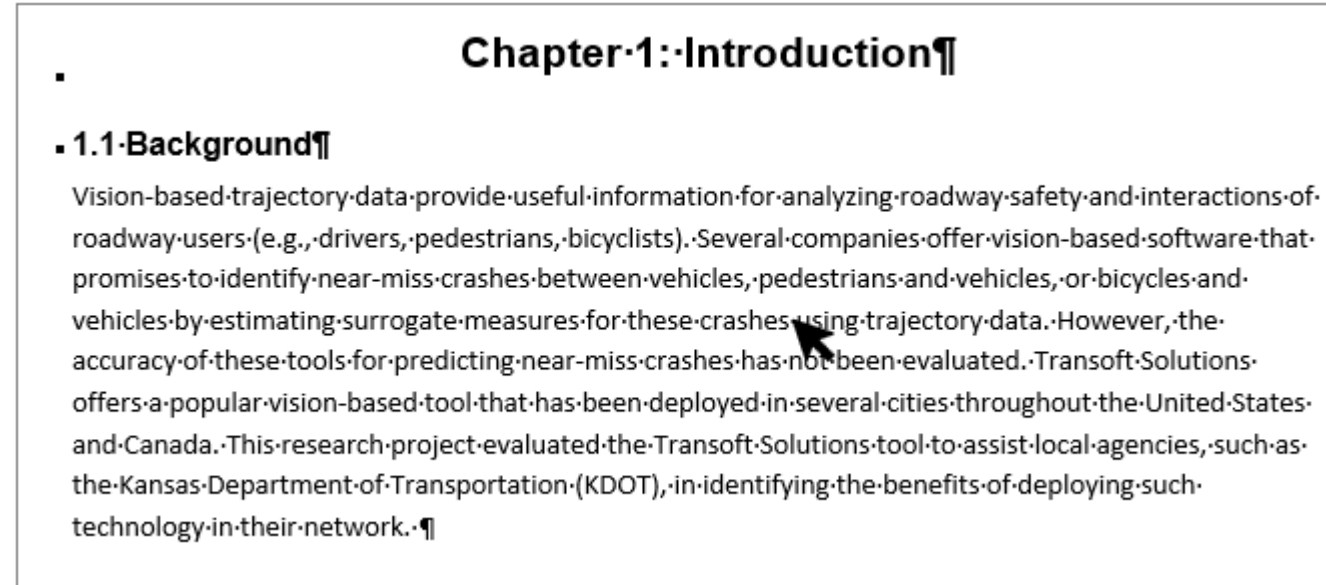 Chapter·1:·Introduction¶
1.1·Background¶
Vision-based·trajectory·data·provide·useful·information·for·analyzing·roadway·safety·and·interactions·of·
roadway·users·(e.g.,·drivers,·pedestrians,·bicyclists).·Several·companies·offer·vision-based·software·that·
promises·to·identify·near-miss·crashes·between·vehicles,·pedestrians·and·vehicles,·or·bicycles·and·
vehicles·by·estimating·surrogate·measures·for·these·crashes·using·trajectory·data.·However,·the·
accuracy·of·these·tools·for·predicting·near-miss·crashes·has·not·been·evaluated.·Transoft·Solutions·
offers·a·popular·vision-based·tool·that·has·been·deployed·in·several·cities·throughout·the·United·States·
and·Canada.·This·research·project·evaluated·the·Transoft·Solutions·tool·to·assist·local·agencies,·such·as·
the·Kansas·Department·of·Transportation·(KDOT),·in·identifying·the·benefits·of·deploying·such·
technology·in·their·network.·¶